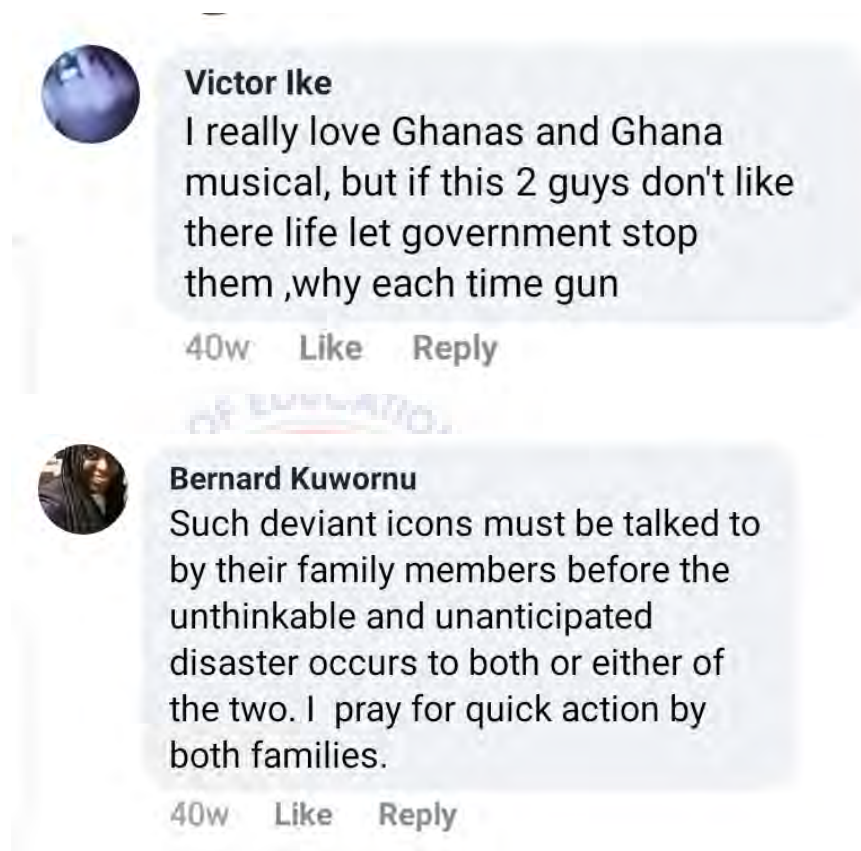 Victor Ike
I really love Ghanas and Ghana
musical, but if this 2 guys don't like
there life let government stop
them ,why each time gun
40w Like Reply
OF EDUCATION
Bernard Kuwornu
Such deviant icons must be talked to
by their family members before the
unthinkable and unanticipated
disaster occurs to both or either of
the two. I  pray for quick action by
both families.
40w Like Reply